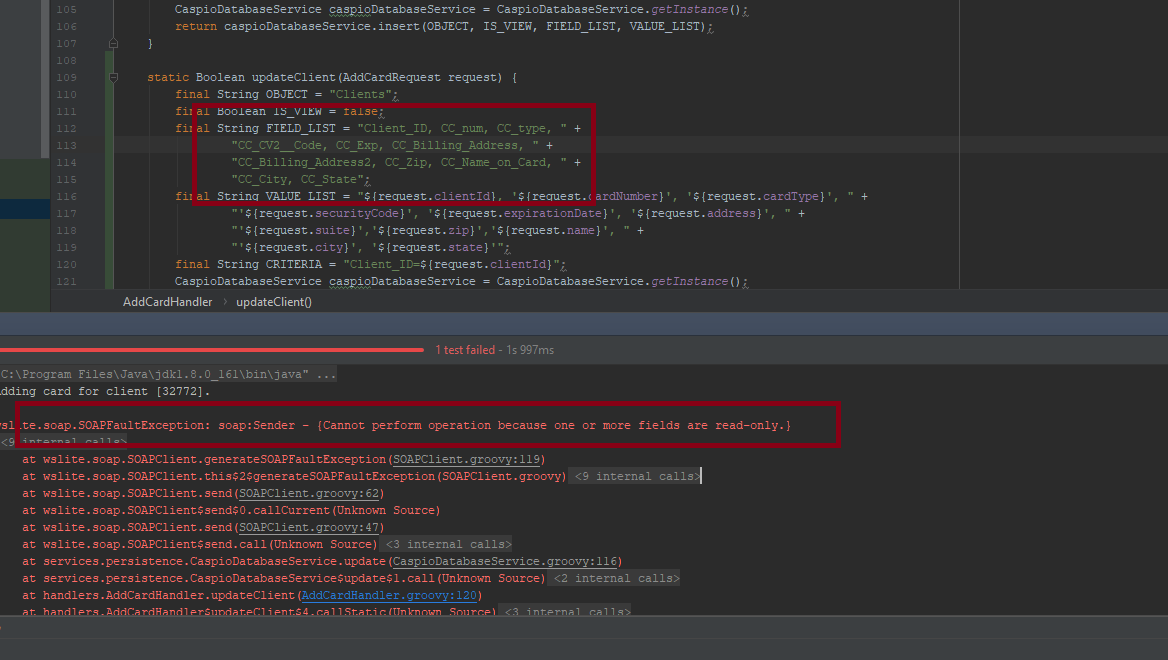 105 CaspioDatabaseService caspioDatabaseService = CaspioDatabaseService.getInstance();
106 return caspioDatabaseService.insert(OBJECT, IS_VIEW, FIELD_LIST, VALUE_LIST);
107 }
108
109 static Boolean updateClient(AddCardRequest request) {
110 final String OBJECT = "Clients";
111 final Boolean IS_VIEW = false;
112 final String FIELD_LIST = "Client_ID, CC_num, CC_type, " +
113 "CC_CV2__Code, CC_Exp, CC_Billing_Address, " +
114 "CC_Billing_Address2, CC_Zip, CC_Name_on_Card, " +
115 "CC_City, CC_State";
116 final String VALUE_LIST = "${request.clientId}, '${request.cardNumber}', '${request.cardType}', " +
117 "'${request.securityCode}', '${request.expirationDate}', '${request.address}', " +
118 "'${request.suite}','${request.zip}','${request.name}', " +
119 "'${request.city}', '${request.state}'";
120 final String CRITERIA = "Client_ID=${request.clientId}";
121 CaspioDatabaseService caspioDatabaseService = CaspioDatabaseService.getInstance();
AddCardHandler › updateClient()
1 test failed - 1s 997ms
C:\Program Files\Java\jdk1.8.0_161\bin\java" ...
dding card for client [32772].
wslite.soap.SOAPFaultException: soap:Sender - {Cannot perform operation because one or more fields are read-only.}
<9 internal calls>
at wslite.soap.SOAPClient.generateSOAPFaultException(SOAPClient.groovy:119)
at wslite.soap.SOAPClient.this$2$generateSOAPFaultException(SOAPClient.groovy) <9 internal calls>
at wslite.soap.SOAPClient.send(SOAPClient.groovy:62)
at wslite.soap.SOAPClient$send$0.callCurrent(Unknown Source)
at wslite.soap.SOAPClient.send(SOAPClient.groovy:47)
at wslite.soap.SOAPClient$send.call(Unknown Source) <3 internal calls>
at services.persistence.CaspioDatabaseService.update(CaspioDatabaseService.groovy:116)
at services.persistence.CaspioDatabaseService$update$1.call(Unknown Source) <2 internal calls>
at handlers.AddCardHandler.updateClient(AddCardHandler.groovy:120)
at handlers.AddCardHandler$updateClient$4.callStatic(Unknown Source) <3 internal calls>